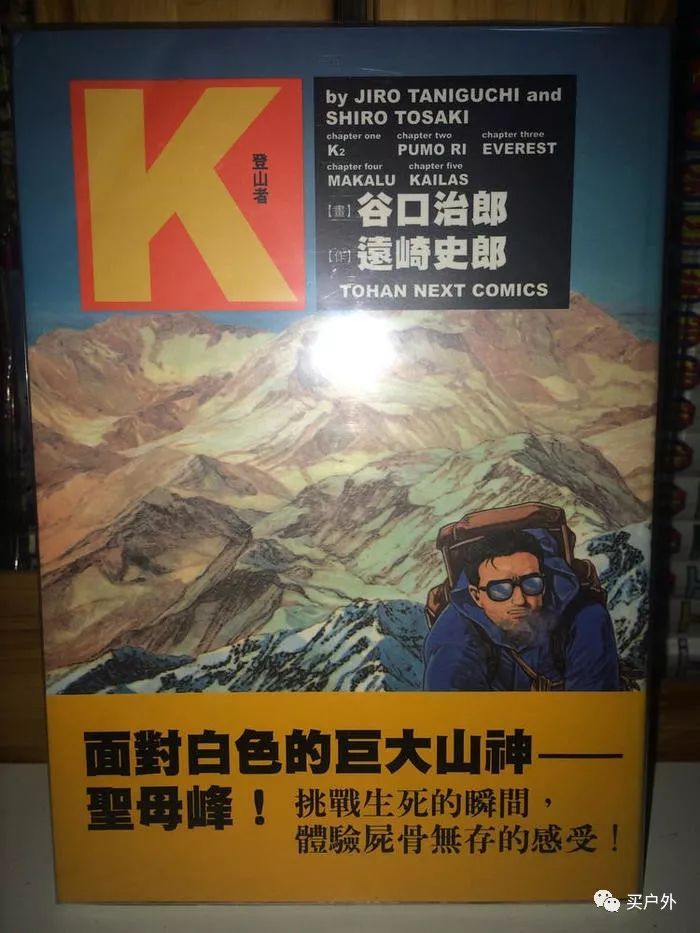 K
登山者
by JIRO TANIGUCHI and
SHIRO TOSAKI
chapter one chapter two chapter three
K2 PUMO RI EVEREST
chapter four chapter five
MAKALU KAILAS
【畫】谷口治郎
【作】遠崎史郎
TOHAN NEXT COMICS
面對白色的巨大山神——
聖母峰！
挑戰生死的瞬間，
體驗屍骨無存的感受！
买户外